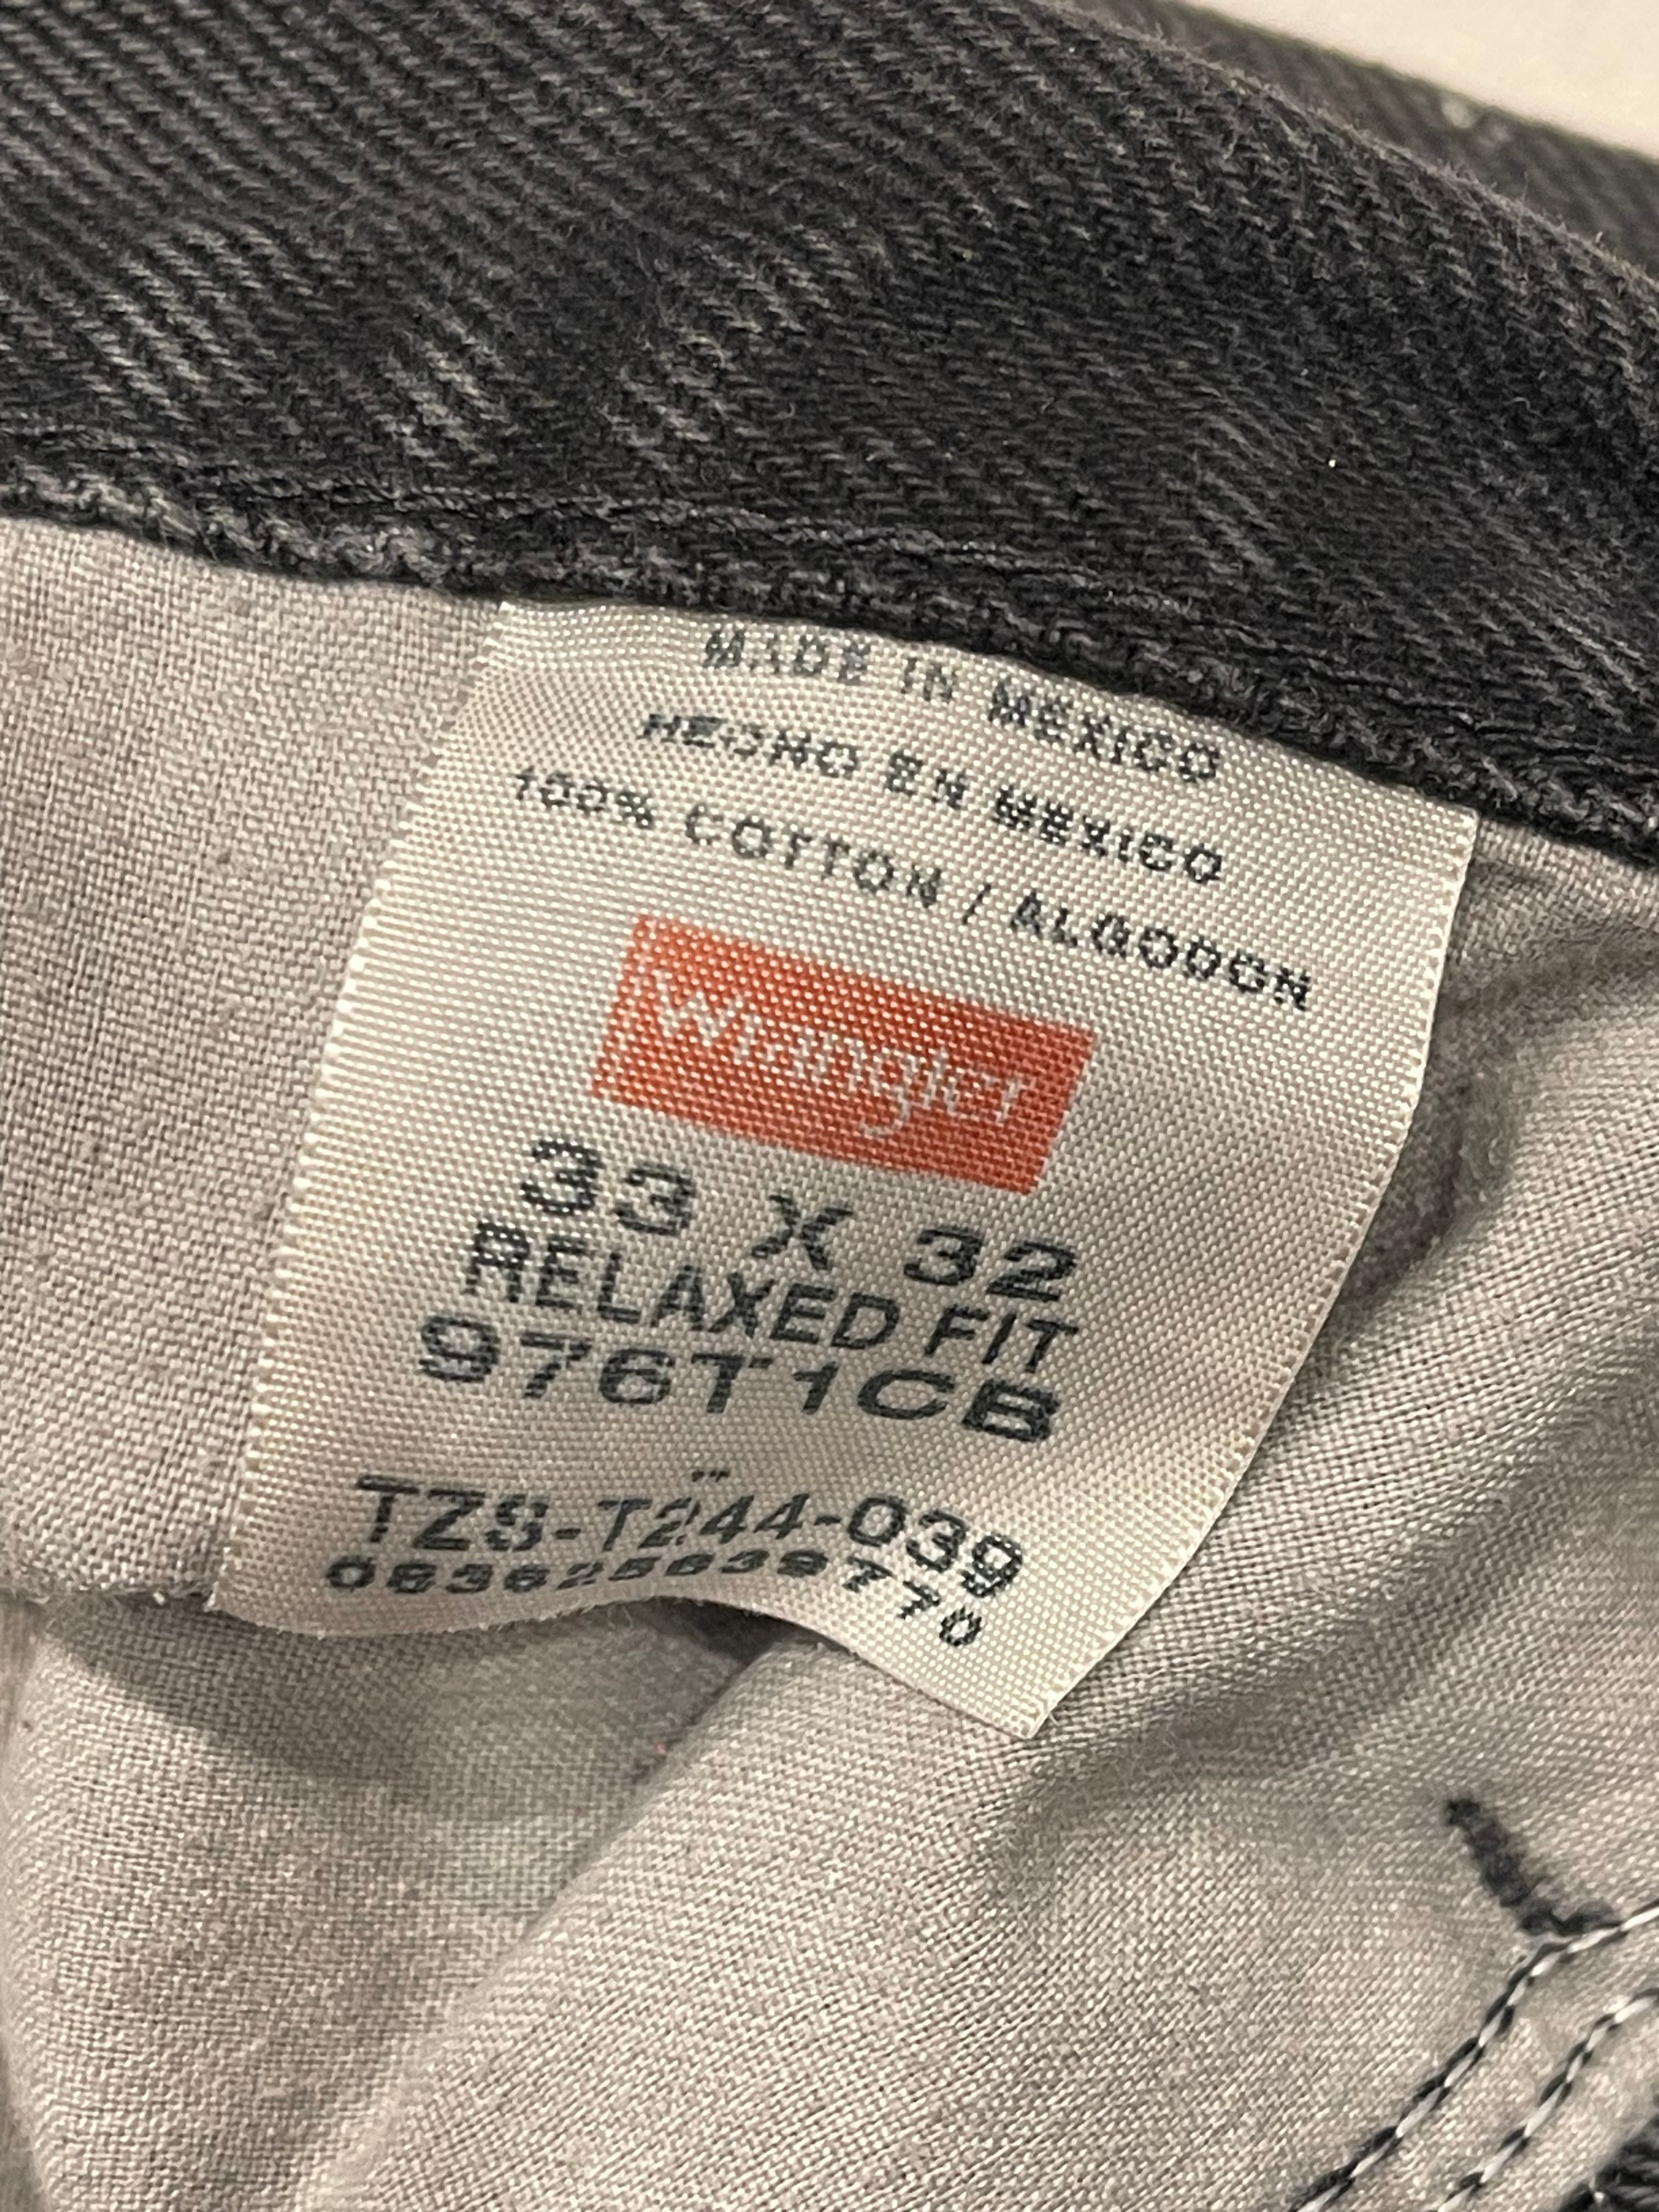 MADE IN MEXICO
HECHO EN MEXICO
100% COTTON / ALGODON
Wrangler
33 X 32
RELAXED FIT
976T1CB
TZS-T244-039
083625639770